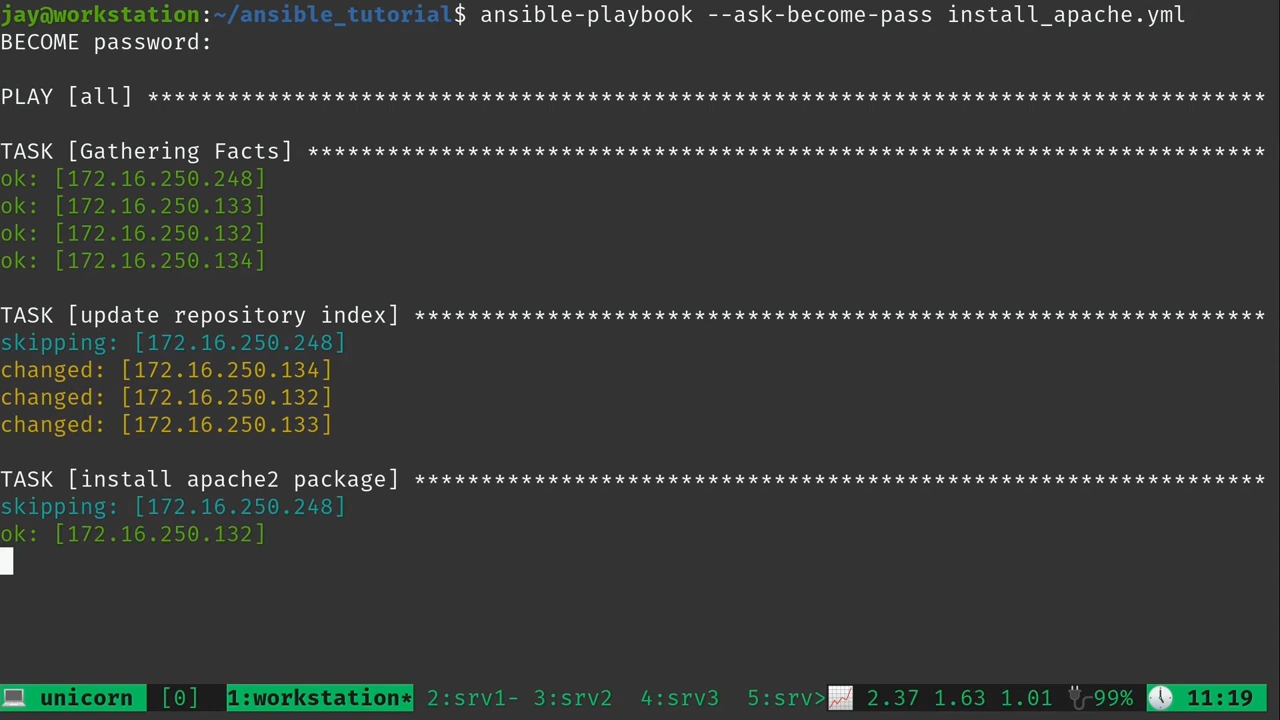 jay@workstation:~/ansible_tutorial$ ansible-playbook --ask-become-pass install_apache.yml
BECOME password:
PLAY [all] ***********************************************************************************
TASK [Gathering Facts] ***********************************************************************
ok: [172.16.250.248]
ok: [172.16.250.133]
ok: [172.16.250.132]
ok: [172.16.250.134]
TASK [update repository index] ***************************************************************
skipping: [172.16.250.248]
changed: [172.16.250.134]
changed: [172.16.250.132]
changed: [172.16.250.133]
TASK [install apache2 package] ***************************************************************
skipping: [172.16.250.248]
ok: [172.16.250.132]
unicorn [0] 1:workstation* 2:srv1- 3:srv2 4:srv3 5:srv> 2.37 1.63 1.01 99% 11:19